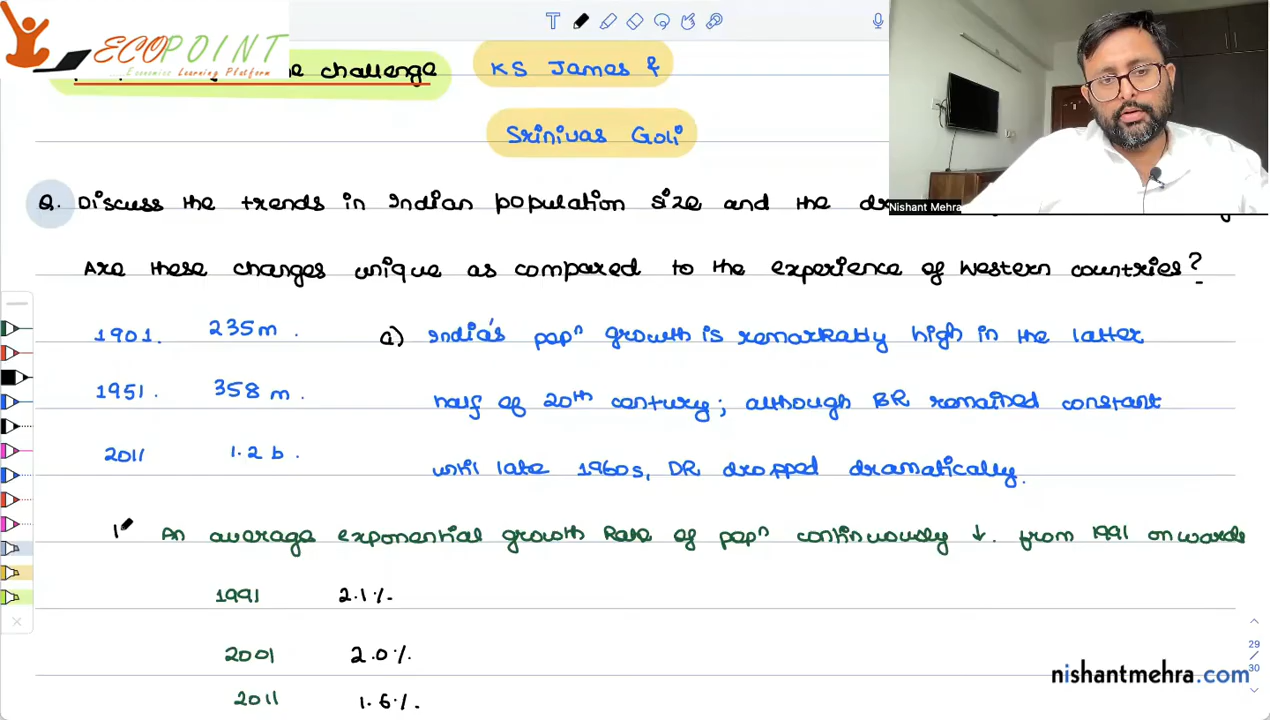 ECOPOINT
Economics Learning Platform
challenge
KS James &
Srinivas Goli
Nishant Mehra
Q. Discuss the trends in Indian population size and the
Are these changes unique as compared to the experience of Western countries?
1901. 235m.
a) India's popⁿ growth is remarkably high in the latter
1951. 358 m.
half of 20th century; although BR remained constant
2011 1.2 b.
until late 1960s, DR dropped dramatically.
An average exponential growth Rate of popⁿ continuously ↓. from 1991 onwards
1991 2.1%.
2001 2.0%.
2011 1.6%.
29
/
30
nishantmehra.com